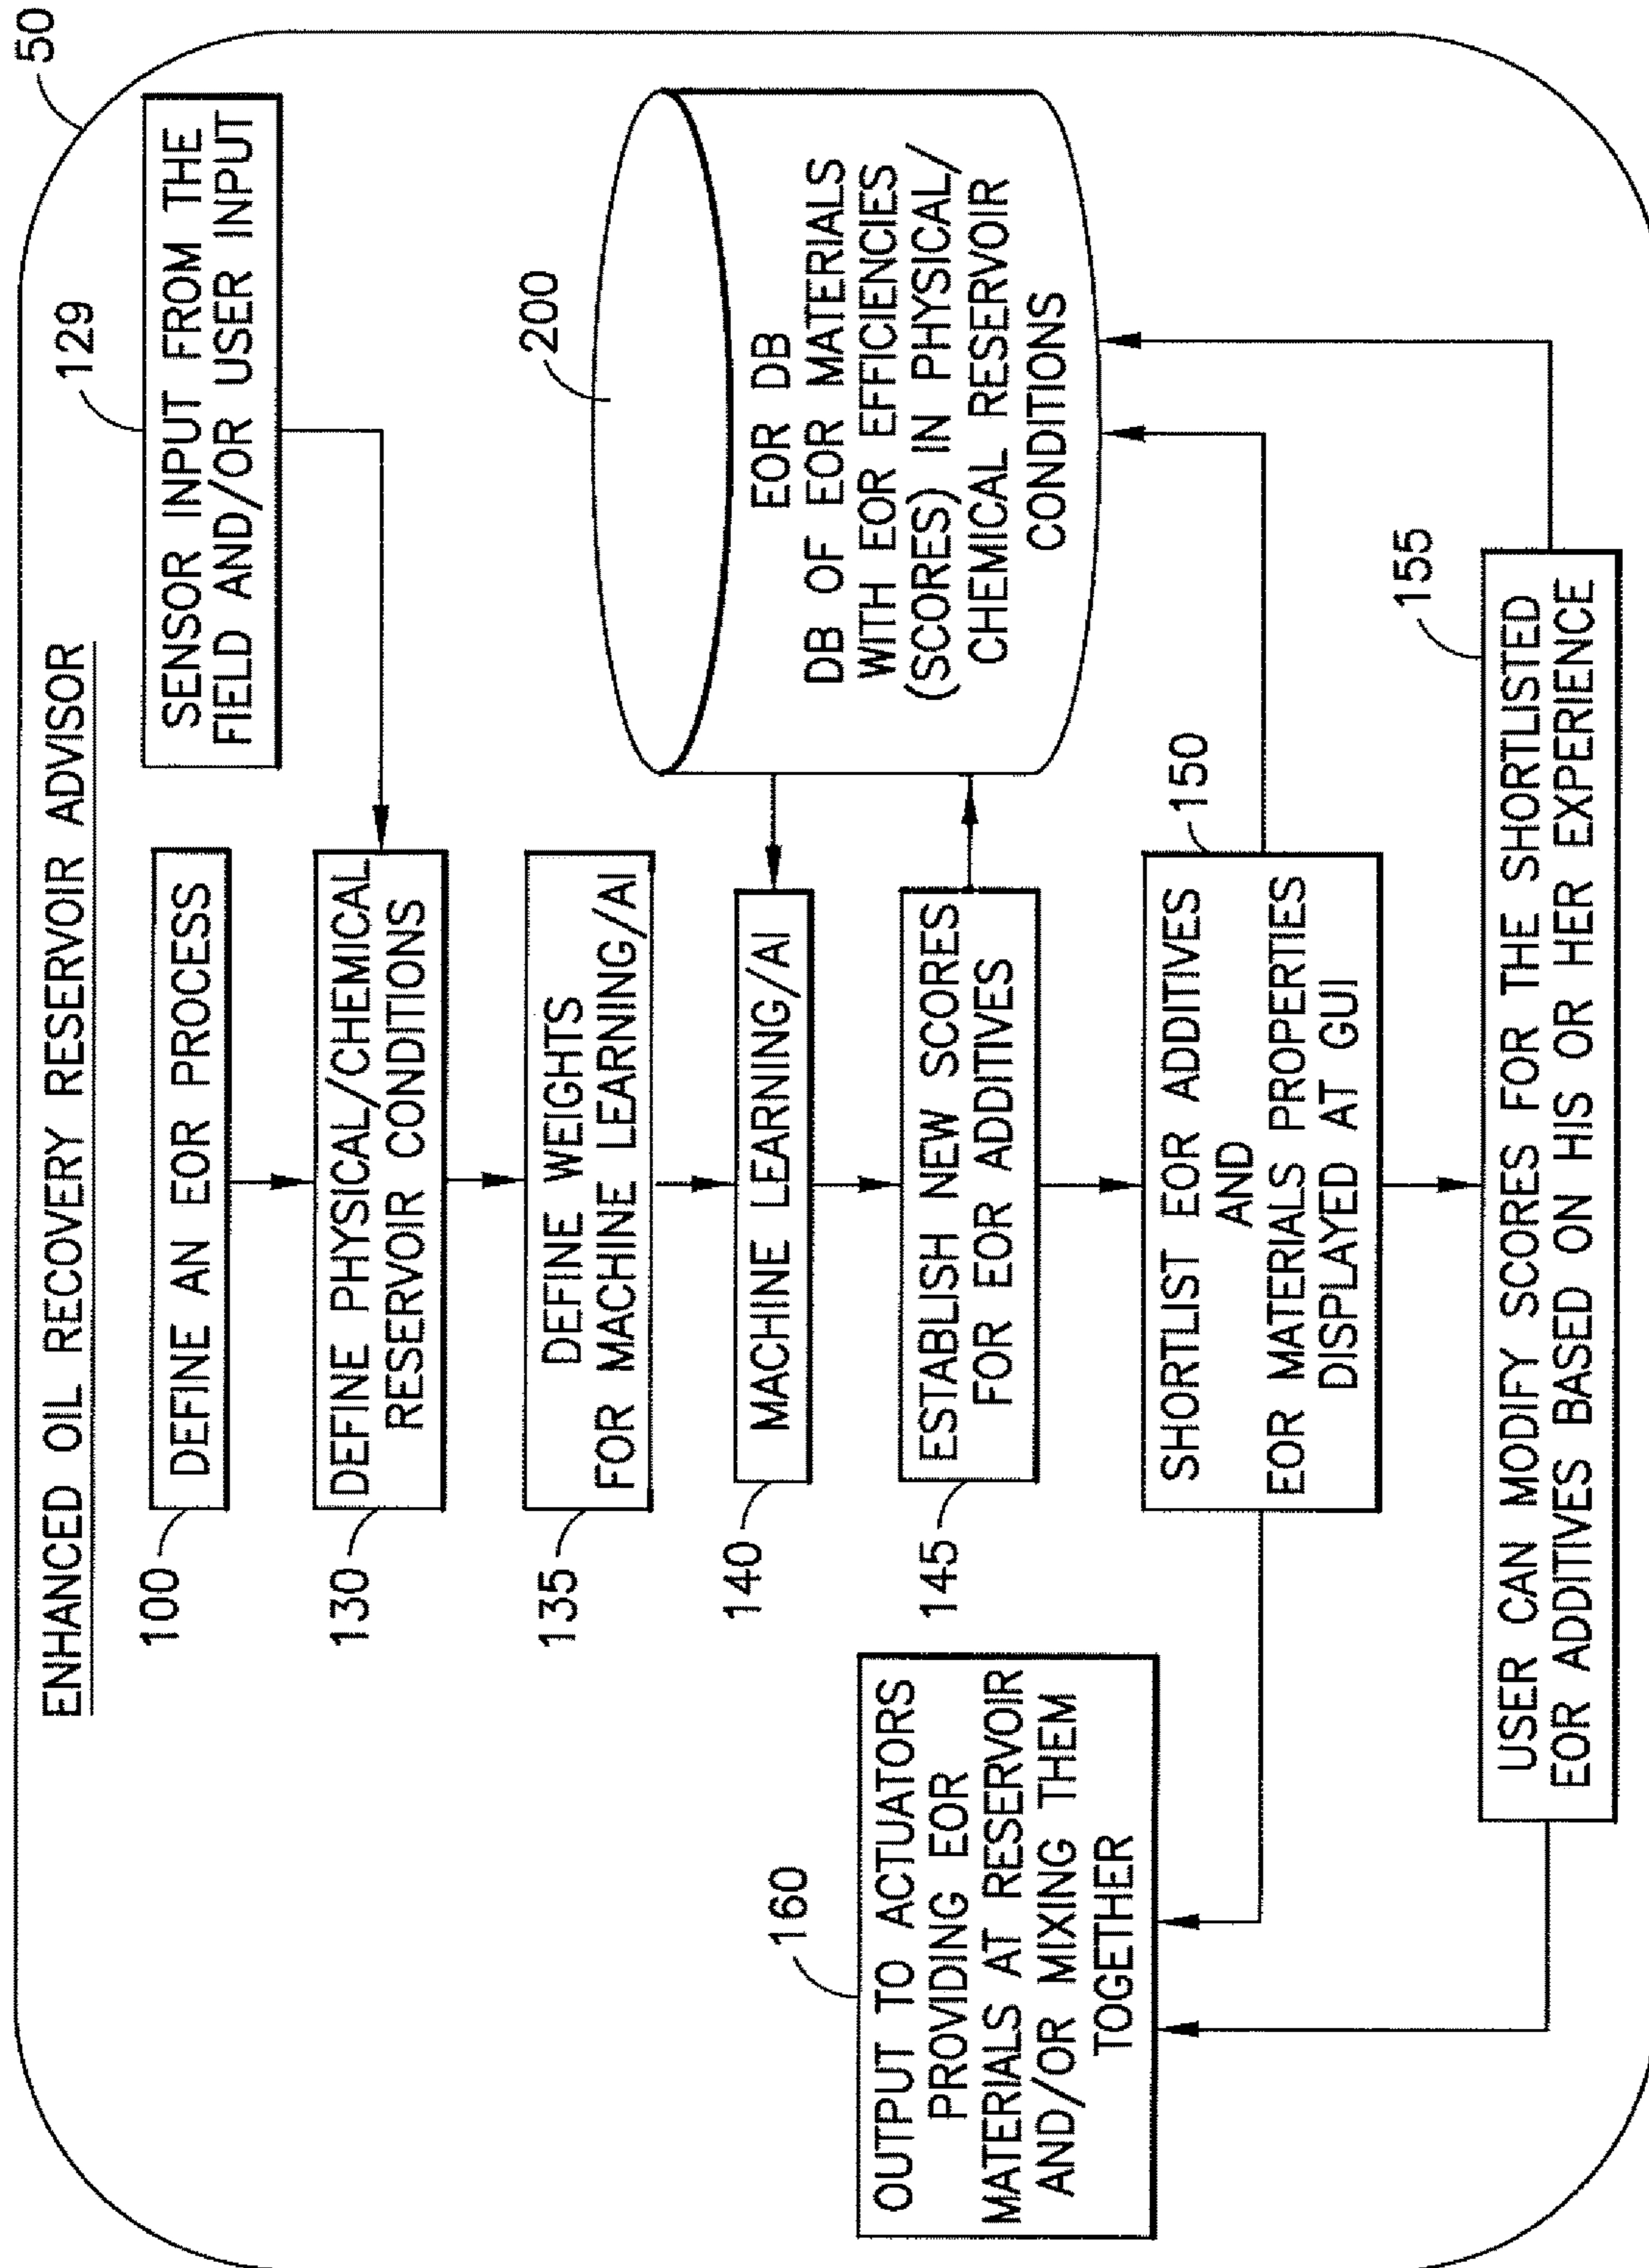 50
ENHANCED OIL RECOVERY RESERVOIR ADVISOR
129
SENSOR INPUT FROM THE
FIELD AND/OR USER INPUT
100
DEFINE AN EOR PROCESS
130
DEFINE PHYSICAL/CHEMICAL
RESERVOIR CONDITIONS
135
DEFINE WEIGHTS
FOR MACHINE LEARNING/AI
140
MACHINE LEARNING/AI
200
EOR DB
DB OF EOR MATERIALS
WITH EOR EFFICIENCIES
(SCORES) IN PHYSICAL/
CHEMICAL RESERVOIR
CONDITIONS
145
ESTABLISH NEW SCORES
FOR EOR ADDITIVES
150
SHORTLIST EOR ADDITIVES
AND
EOR MATERIALS PROPERTIES
DISPLAYED AT GUI
160
OUTPUT TO ACTUATORS
PROVIDING EOR
MATERIALS AT RESERVOIR
AND/OR MIXING THEM
TOGETHER
155
USER CAN MODIFY SCORES FOR THE SHORTLISTED
EOR ADDITIVES BASED ON HIS OR HER EXPERIENCE